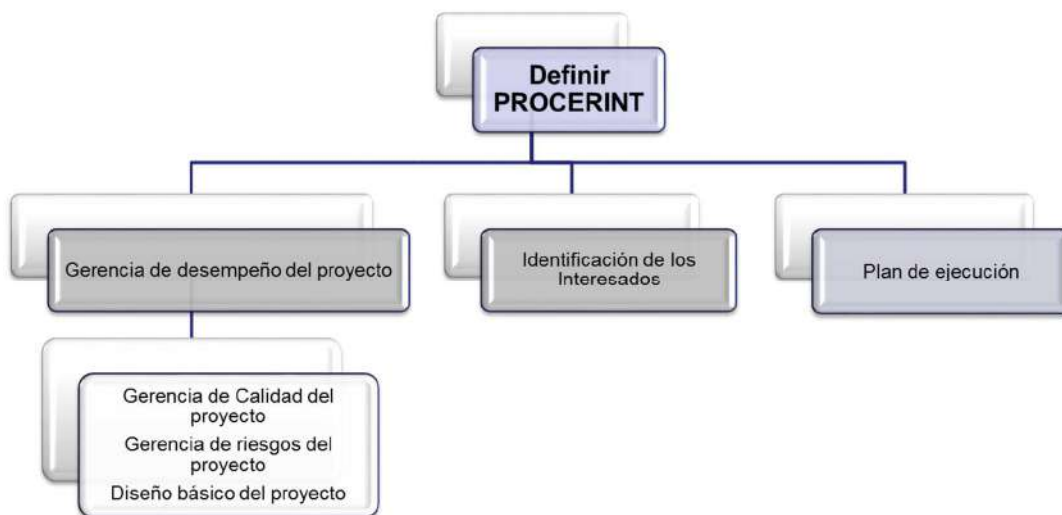 Definir
PROCERINT
Gerencia de desempeño del proyecto
Identificación de los
Interesados
Plan de ejecución
Gerencia de Calidad del
proyecto
Gerencia de riesgos del
proyecto
Diseño básico del proyecto